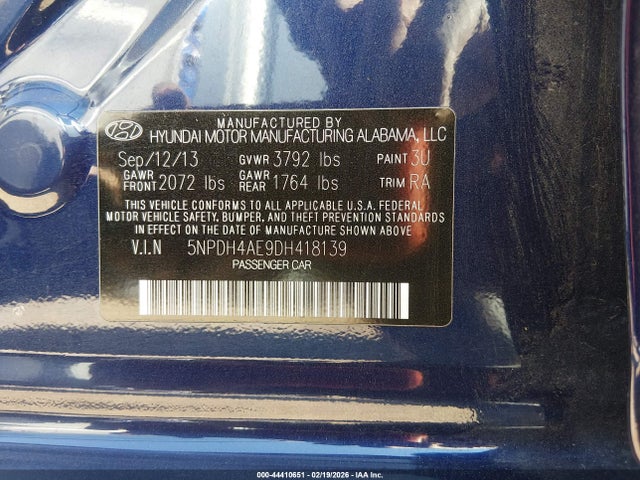 MANUFACTURED BY
HYUNDAI MOTOR MANUFACTURING ALABAMA, LLC
Sep/12/13 GVWR 3792 lbs PAINT 3U
GAWR FRONT 2072 lbs GAWR REAR 1764 lbs TRIM RA
THIS VEHICLE CONFORMS TO ALL APPLICABLE U.S.A. FEDERAL
MOTOR VEHICLE SAFETY, BUMPER, AND THEFT PREVENTION STANDARDS
IN EFFECT ON THE DATE OF MANUFACTURE SHOWN ABOVE.
V.I.N 5NPDH4AE9DH418139
PASSENGER CAR
000-44410651 - 02/19/2026 - IAA Inc.